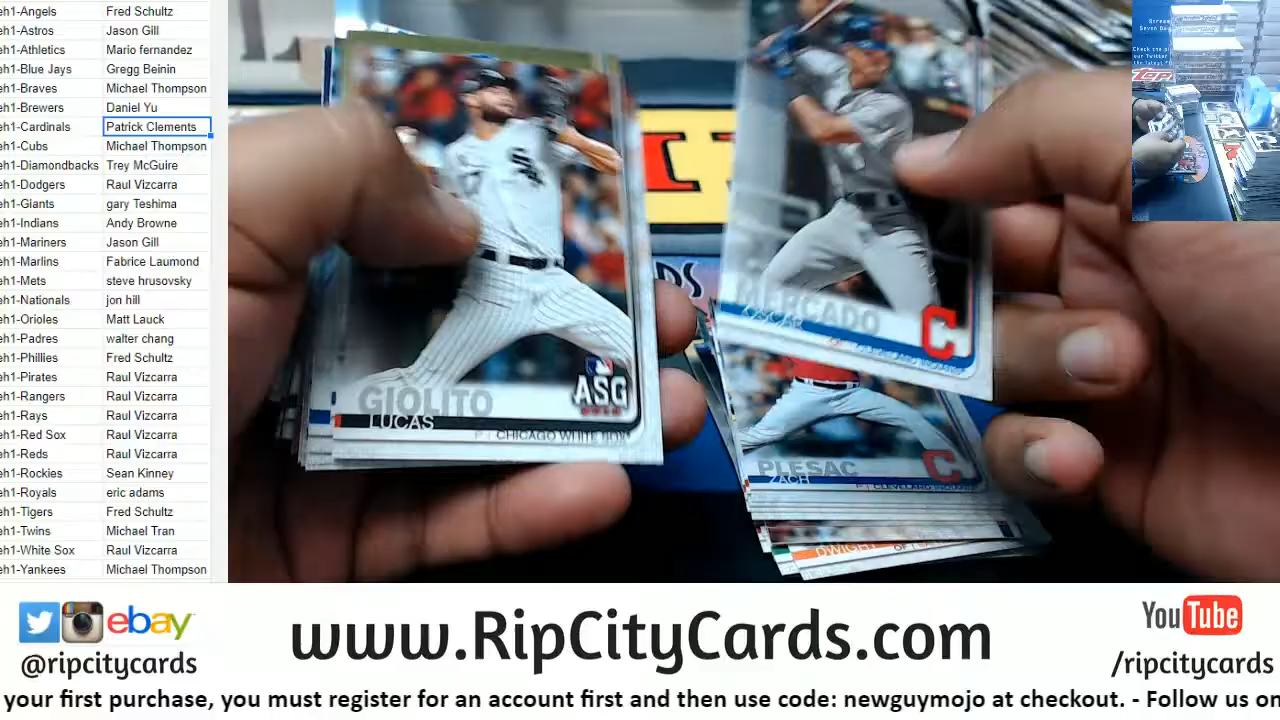 eh1-Angels Fred Schultz
eh1-Astros Jason Gill
eh1-Athletics Mario fernandez
eh1-Blue Jays Gregg Beinin
eh1-Braves Michael Thompson
eh1-Brewers Daniel Yu
eh1-Cardinals Patrick Clements
eh1-Cubs Michael Thompson
eh1-Diamondbacks Trey McGuire
eh1-Dodgers Raul Vizcarra
eh1-Giants gary Teshima
eh1-Indians Andy Browne
eh1-Mariners Jason Gill
eh1-Marlins Fabrice Laumond
eh1-Mets steve hrusovsky
eh1-Nationals jon hill
eh1-Orioles Matt Lauck
eh1-Padres walter chang
eh1-Phillies Fred Schultz
eh1-Pirates Raul Vizcarra
eh1-Rangers Raul Vizcarra
eh1-Rays Raul Vizcarra
eh1-Red Sox Raul Vizcarra
eh1-Reds Raul Vizcarra
eh1-Rockies Sean Kinney
eh1-Royals eric adams
eh1-Tigers Fred Schultz
eh1-Twins Michael Tran
eh1-White Sox Raul Vizcarra
eh1-Yankees Michael Thompson
GIOLITO
LUCAS
P | CHICAGO WHITE SOX
ASG
MERCADO
OSCAR
C
PLESAC
ZACH
P | CLEVELAND INDIANS
C
DWIGHT
Topps
ebay
@ripcitycards
www.RipCityCards.com
YouTube
/ripcitycards
your first purchase, you must register for an account first and then use code: newguymojo at checkout. - Follow us on